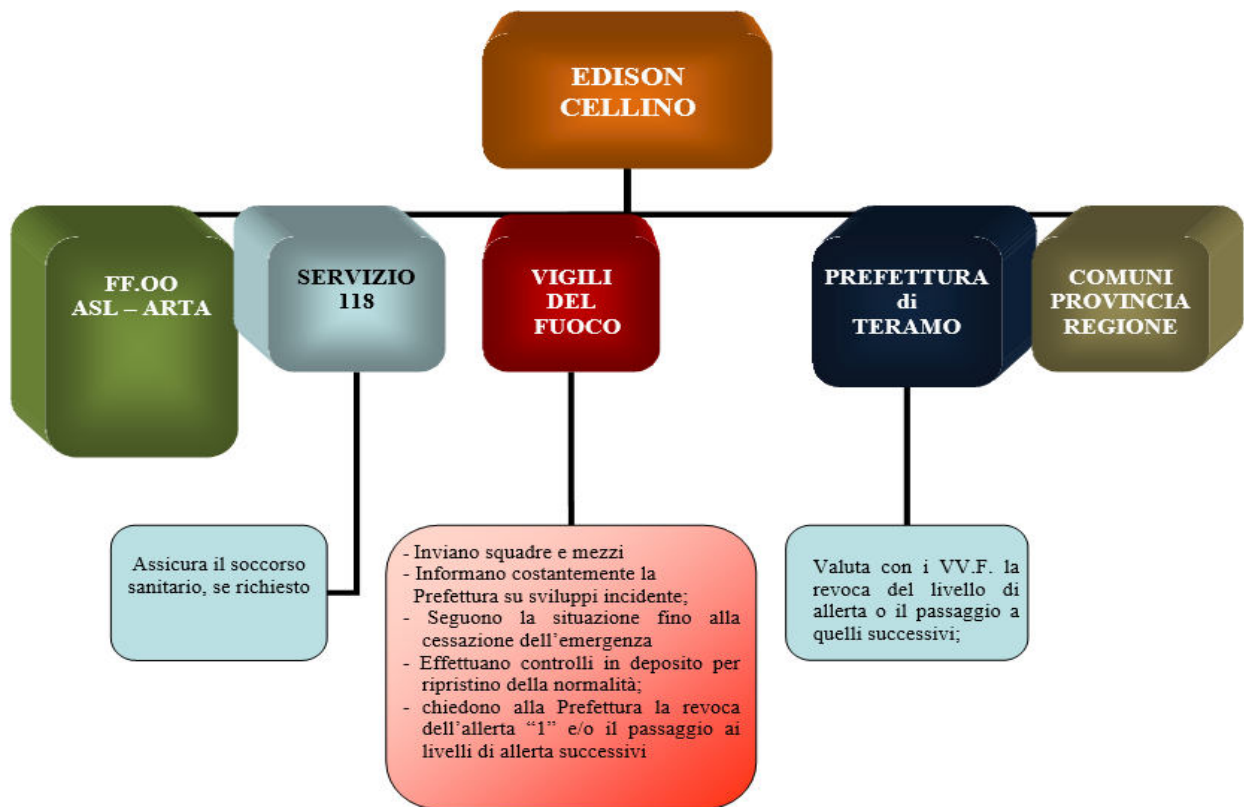 EDISON
CELLINO
FF.OO
ASL – ARTA
SERVIZIO
118
VIGILI
DEL
FUOCO
PREFETTURA
di
TERAMO
COMUNI
PROVINCIA
REGIONE
Assicura il soccorso
sanitario, se richiesto
- Inviano squadre e mezzi
- Informano costantemente la
Prefettura su sviluppi incidente;
- Seguono la situazione fino alla
cessazione dell’emergenza
- Effettuano controlli in deposito per
ripristino della normalità;
- chiedono alla Prefettura la revoca
dell’allerta “1” e/o il passaggio ai
livelli di allerta successivi
Valuta con i VV.F. la
revoca del livello di
allerta o il passaggio a
quelli successivi;